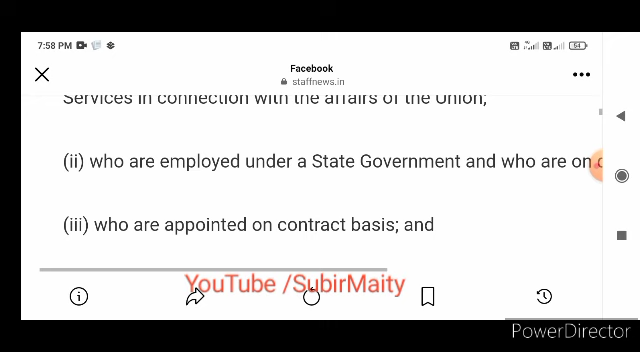 7:58 PM
54
Facebook
staffnews.in
Services in connection with the affairs of the Union;
(ii) who are employed under a State Government and who are on
(iii) who are appointed on contract basis; and
YouTube /SubirMaity
PowerDirector